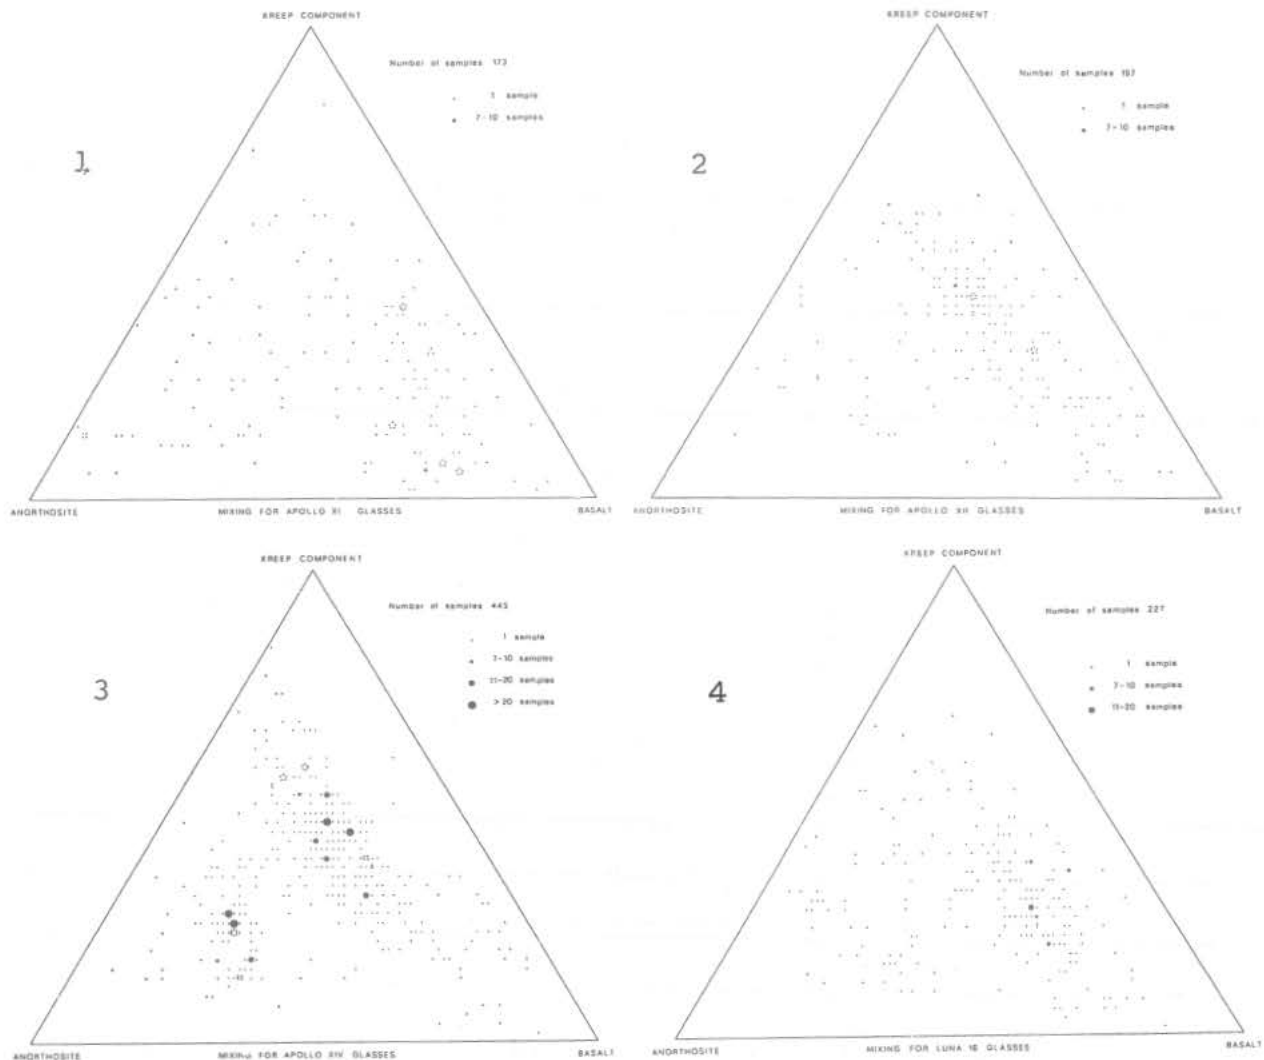 KREEP COMPONENT
Number of samples 173
1 sample
7-10 samples
1
ANORTHOSITE
MIXING FOR APOLLO XI GLASSES
BASALT
KREEP COMPONENT
Number of samples 197
1 sample
7-10 samples
2
ANORTHOSITE
MIXING FOR APOLLO XII GLASSES
BASALT
KREEP COMPONENT
Number of samples 445
1 sample
7-10 samples
11-20 samples
>20 samples
3
ANORTHOSITE
MIXING FOR APOLLO XIV GLASSES
BASALT
KREEP COMPONENT
Number of samples 227
1 sample
7-10 samples
11-20 samples
4
ANORTHOSITE
MIXING FOR LUNA 16 GLASSES
BASALT